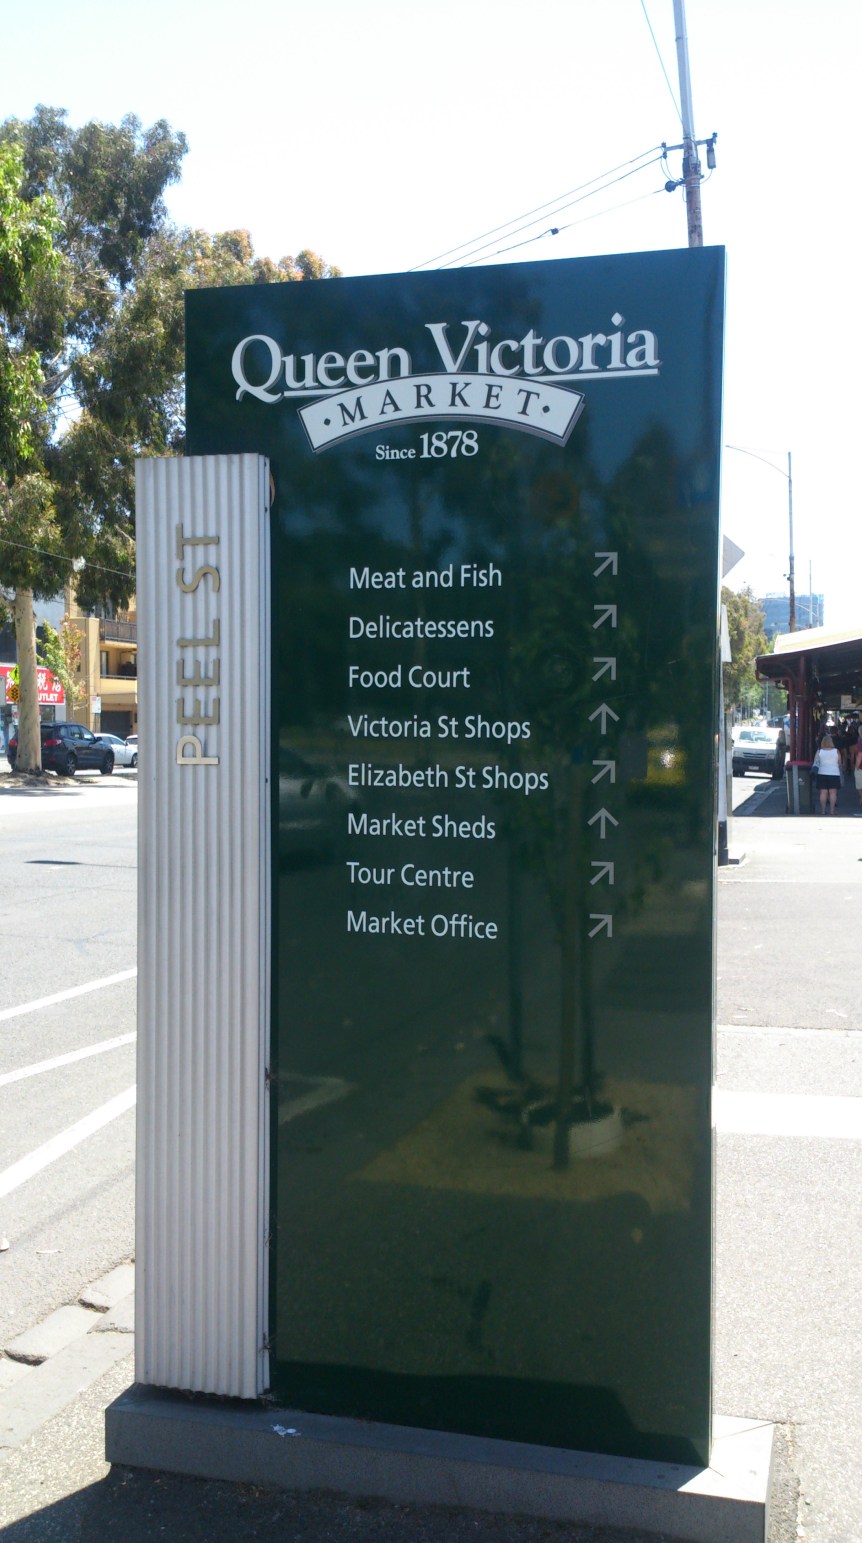 Queen Victoria
·MARKET·
Since 1878
PEEL ST
Meat and Fish ↗
Delicatessens ↗
Food Court ↗
Victoria St Shops ↑
Elizabeth St Shops ↗
Market Sheds ↑
Tour Centre ↗
Market Office ↗